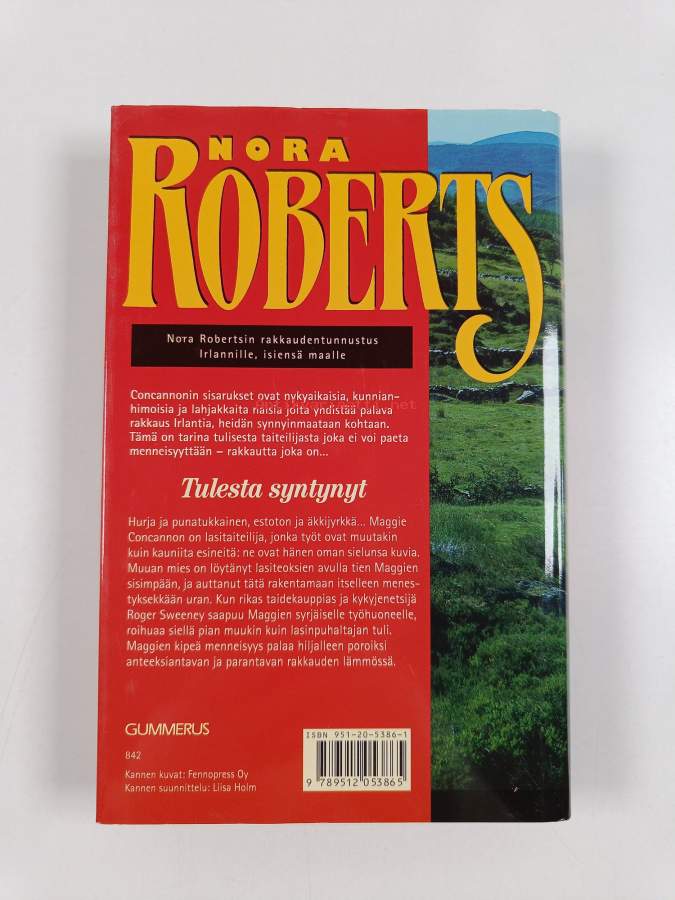 NORA
ROBERTS
Nora Robertsin rakkaudentunnustus
Irlannille, isiensä maalle
Concannonin sisarukset ovat nykyaikaisia, kunnian-
himoisia ja lahjakkaita naisia joita yhdistää palava
rakkaus Irlantia, heidän synnyinmaataan kohtaan.
Tämä on tarina tulisesta taiteilijasta joka ei voi paeta
menneisyyttään – rakkautta joka on...
Tulesta syntynyt
Hurja ja punatukkainen, estoton ja äkkijyrkkä... Maggie
Concannon on lasitaiteilija, jonka työt ovat muutakin
kuin kauniita esineitä: ne ovat hänen oman sielunsa kuvia.
Muuan mies on löytänyt lasiteoksien avulla tien Maggien
sisimpään, ja auttanut tätä rakentamaan itselleen menes-
tyksekkään uran. Kun rikas taidekauppias ja kykyjenetsijä
Roger Sweeney saapuu Maggien syrjäiselle työhuoneelle,
roihuaa siellä pian muukin kuin lasinpuhaltajan tuli.
Maggien kipeä menneisyys palaa hiljalleen poroiksi
anteeksiantavan ja parantavan rakkauden lämmössä.
GUMMERUS
842
Kannen kuvat: Fennopress Oy
Kannen suunnittelu: Liisa Holm
ISBN 951-20-5386-1
9 789512 053865